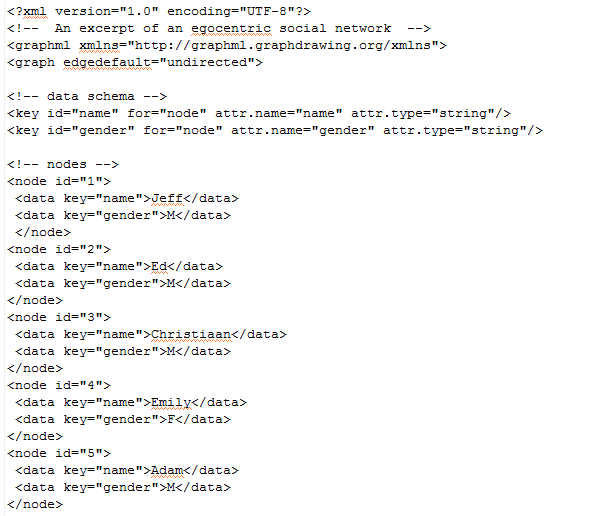 <?xml version="1.0" encoding="UTF-8"?>
<!--  An excerpt of an egocentric social network  -->
<graphml xmlns="http://graphml.graphdrawing.org/xmlns">
<graph edgedefault="undirected">

<!-- data schema -->
<key id="name" for="node" attr.name="name" attr.type="string"/>
<key id="gender" for="node" attr.name="gender" attr.type="string"/>

<!-- nodes -->
<node id="1">
 <data key="name">Jeff</data>
 <data key="gender">M</data>
 </node>
<node id="2">
 <data key="name">Ed</data>
 <data key="gender">M</data>
</node>
<node id="3">
 <data key="name">Christiaan</data>
 <data key="gender">M</data>
</node>
<node id="4">
 <data key="name">Emily</data>
 <data key="gender">F</data>
</node>
<node id="5">
 <data key="name">Adam</data>
 <data key="gender">M</data>
</node>